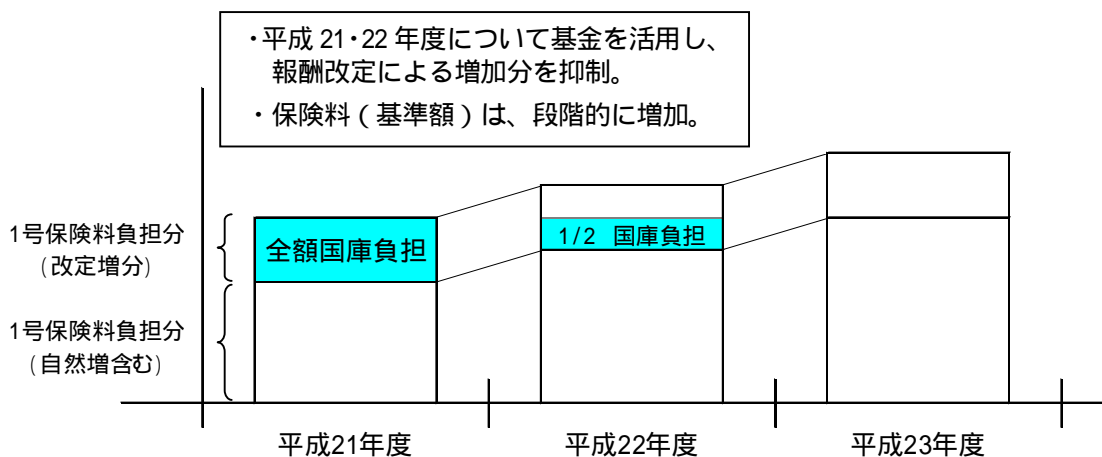 ・平成21・22年度について基金を活用し、
報酬改定による増加分を抑制。
・保険料(基準額)は、段階的に増加。
1号保険料負担分
(改定増分)
全額国庫負担
1/2 国庫負担
1号保険料負担分
(自然増含む)
平成21年度
平成22年度
平成23年度